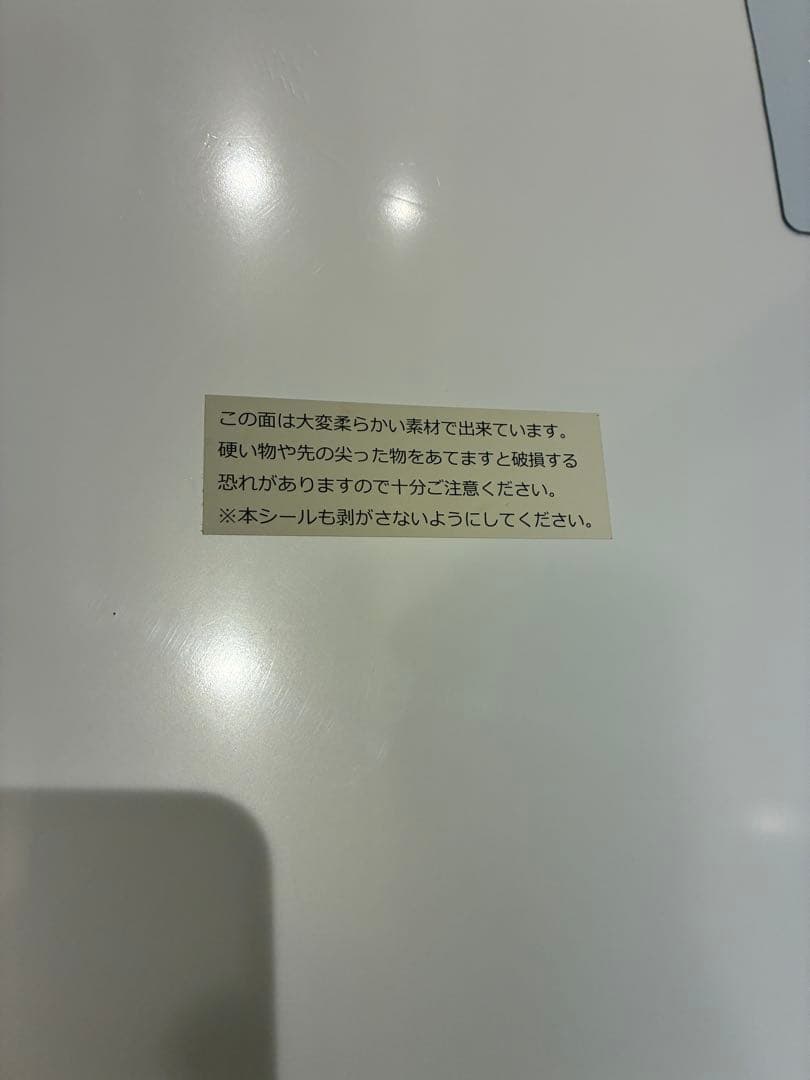 この面は大変柔らかい素材で出来ています。
硬い物や先の尖った物をあてますと破損する
恐れがありますので十分ご注意ください。
※本シールも剥がさないようにしてください。